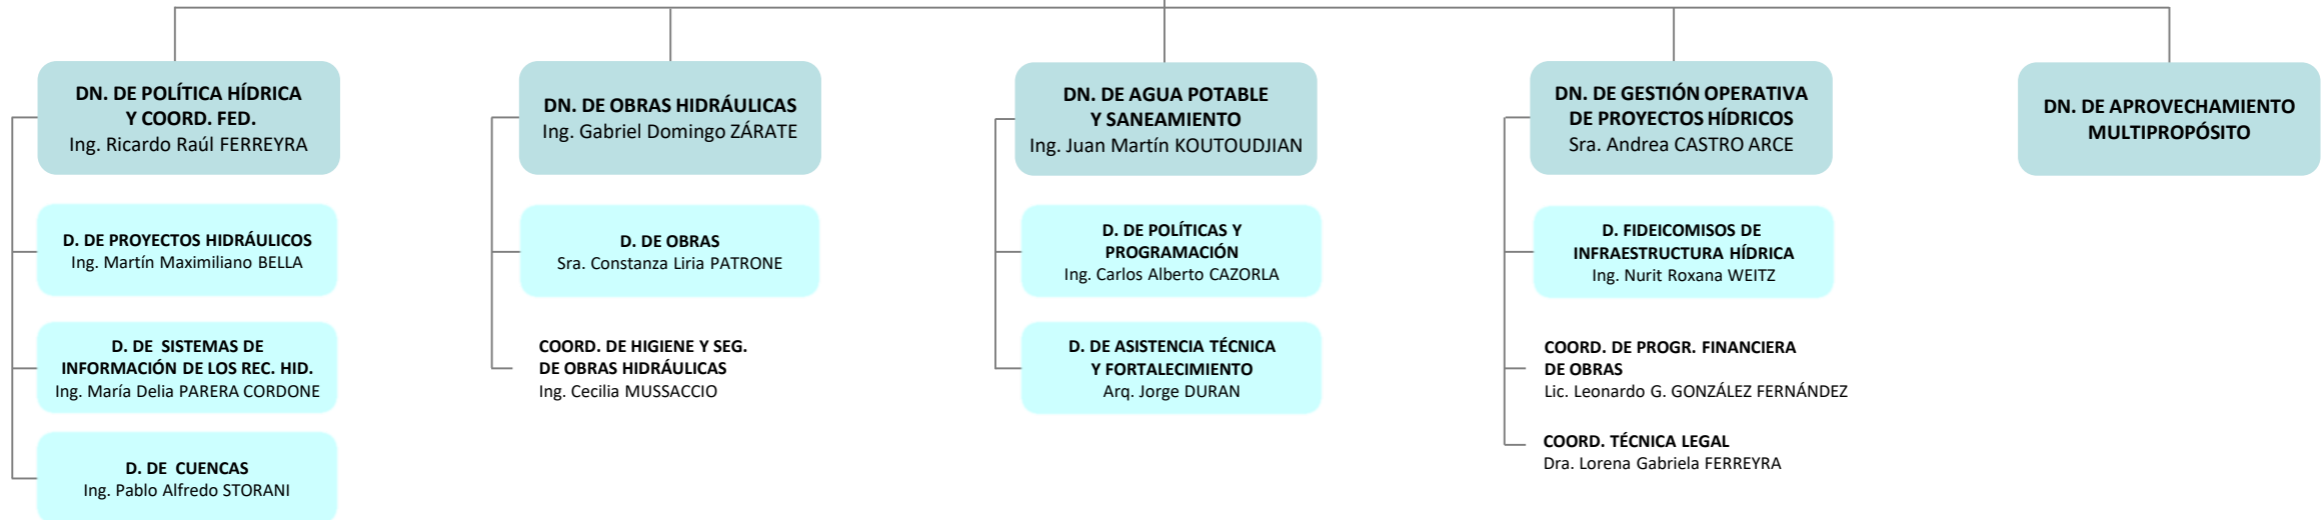 DN. DE POLÍTICA HÍDRICA
Y COORD. FED.
Ing. Ricardo Raúl FERREYRA
D. DE PROYECTOS HIDRÁULICOS
Ing. Martín Maximiliano BELLA
D. DE SISTEMAS DE
INFORMACIÓN DE LOS REC. HID.
Ing. María Delia PARERA CORDONE
D. DE CUENCAS
Ing. Pablo Alfredo STORANI
DN. DE OBRAS HIDRÁULICAS
Ing. Gabriel Domingo ZÁRATE
D. DE OBRAS
Sra. Constanza Liria PATRONE
COORD. DE HIGIENE Y SEG.
DE OBRAS HIDRÁULICAS
Ing. Cecilia MUSSACCIO
DN. DE AGUA POTABLE
Y SANEAMIENTO
Ing. Juan Martín KOUTOUDJIAN
D. DE POLÍTICAS Y
PROGRAMACIÓN
Ing. Carlos Alberto CAZORLA
D. DE ASISTENCIA TÉCNICA
Y FORTALECIMIENTO
Arq. Jorge DURAN
DN. DE GESTIÓN OPERATIVA
DE PROYECTOS HÍDRICOS
Sra. Andrea CASTRO ARCE
D. FIDEICOMISOS DE
INFRAESTRUCTURA HÍDRICA
Ing. Nurit Roxana WEITZ
COORD. DE PROGR. FINANCIERA
DE OBRAS
Lic. Leonardo G. GONZÁLEZ FERNÁNDEZ
COORD. TÉCNICA LEGAL
Dra. Lorena Gabriela FERREYRA
DN. DE APROVECHAMIENTO
MULTIPROPÓSITO